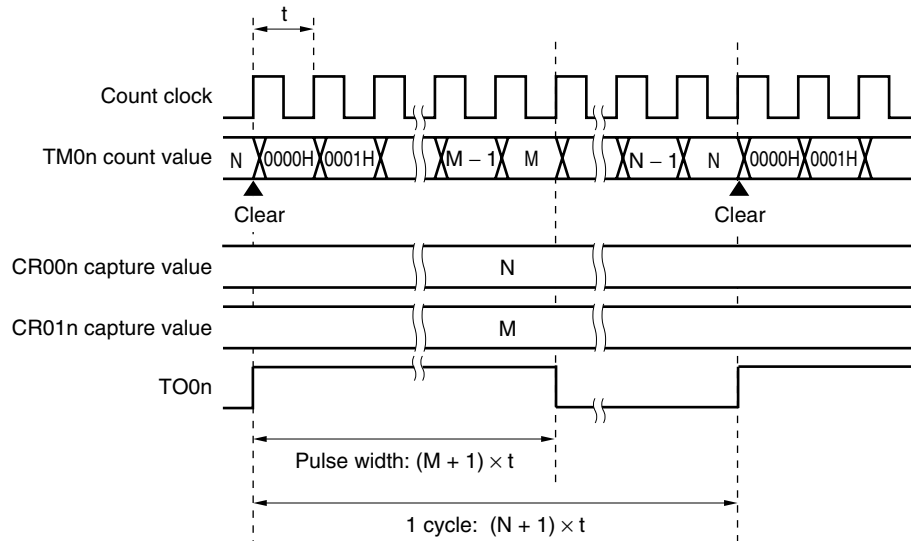 t
Count clock
TM0n count value N 0000H 0001H M – 1 M N – 1 N 0000H 0001H
Clear Clear
CR00n capture value N
CR01n capture value M
TO0n
Pulse width: (M + 1) × t
1 cycle: (N + 1) × t